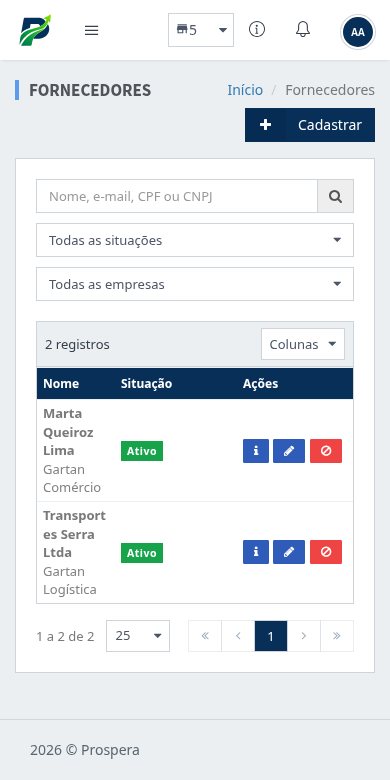 5
AA
FORNECEDORES
Início / Fornecedores
Cadastrar
Nome, e-mail, CPF ou CNPJ
Todas as situações
Todas as empresas
2 registros
Colunas
Nome Situação Ações
Marta
Queiroz
Lima
Gartan
Comércio
Ativo
Transport
es Serra
Ltda
Gartan
Logística
Ativo
1 a 2 de 2
25
« ‹ 1 › »
2026 © Prospera